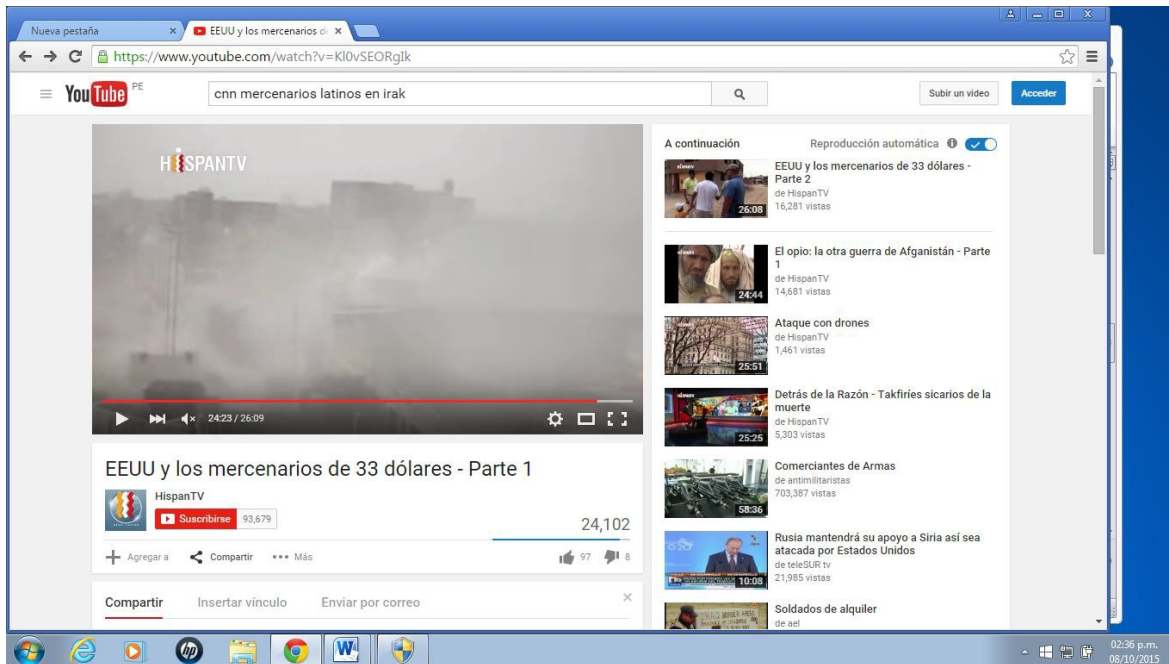 Nueva pestaña
EEUU y los mercenarios d
https://www.youtube.com/watch?v=Kl0vSEORgIk
YouTube PE
cnn mercenarios latinos en irak
Subir un video
Acceder
HISPANTV
24:23 / 26:09
EEUU y los mercenarios de 33 dólares - Parte 1
HispanTV
Suscribirse 93,679
24,102
Agregar a
Compartir
Más
97
8
Compartir
Insertar vínculo
Enviar por correo
A continuación
Reproducción automática
26:08
EEUU y los mercenarios de 33 dólares -
Parte 2
de HispanTV
16,281 vistas
24:44
El opio: la otra guerra de Afganistán - Parte
1
de HispanTV
14,681 vistas
25:51
Ataque con drones
de HispanTV
1,461 vistas
25:25
Detrás de la Razón - Takfiríes sicarios de la
muerte
de HispanTV
5,303 vistas
58:36
Comerciantes de Armas
de antimilitaristas
703,387 vistas
10:08
Rusia mantendrá su apoyo a Siria así sea
atacada por Estados Unidos
de teleSUR tv
21,985 vistas
Soldados de alquiler
de ael
hp
W
02:36 p.m.
08/10/2015